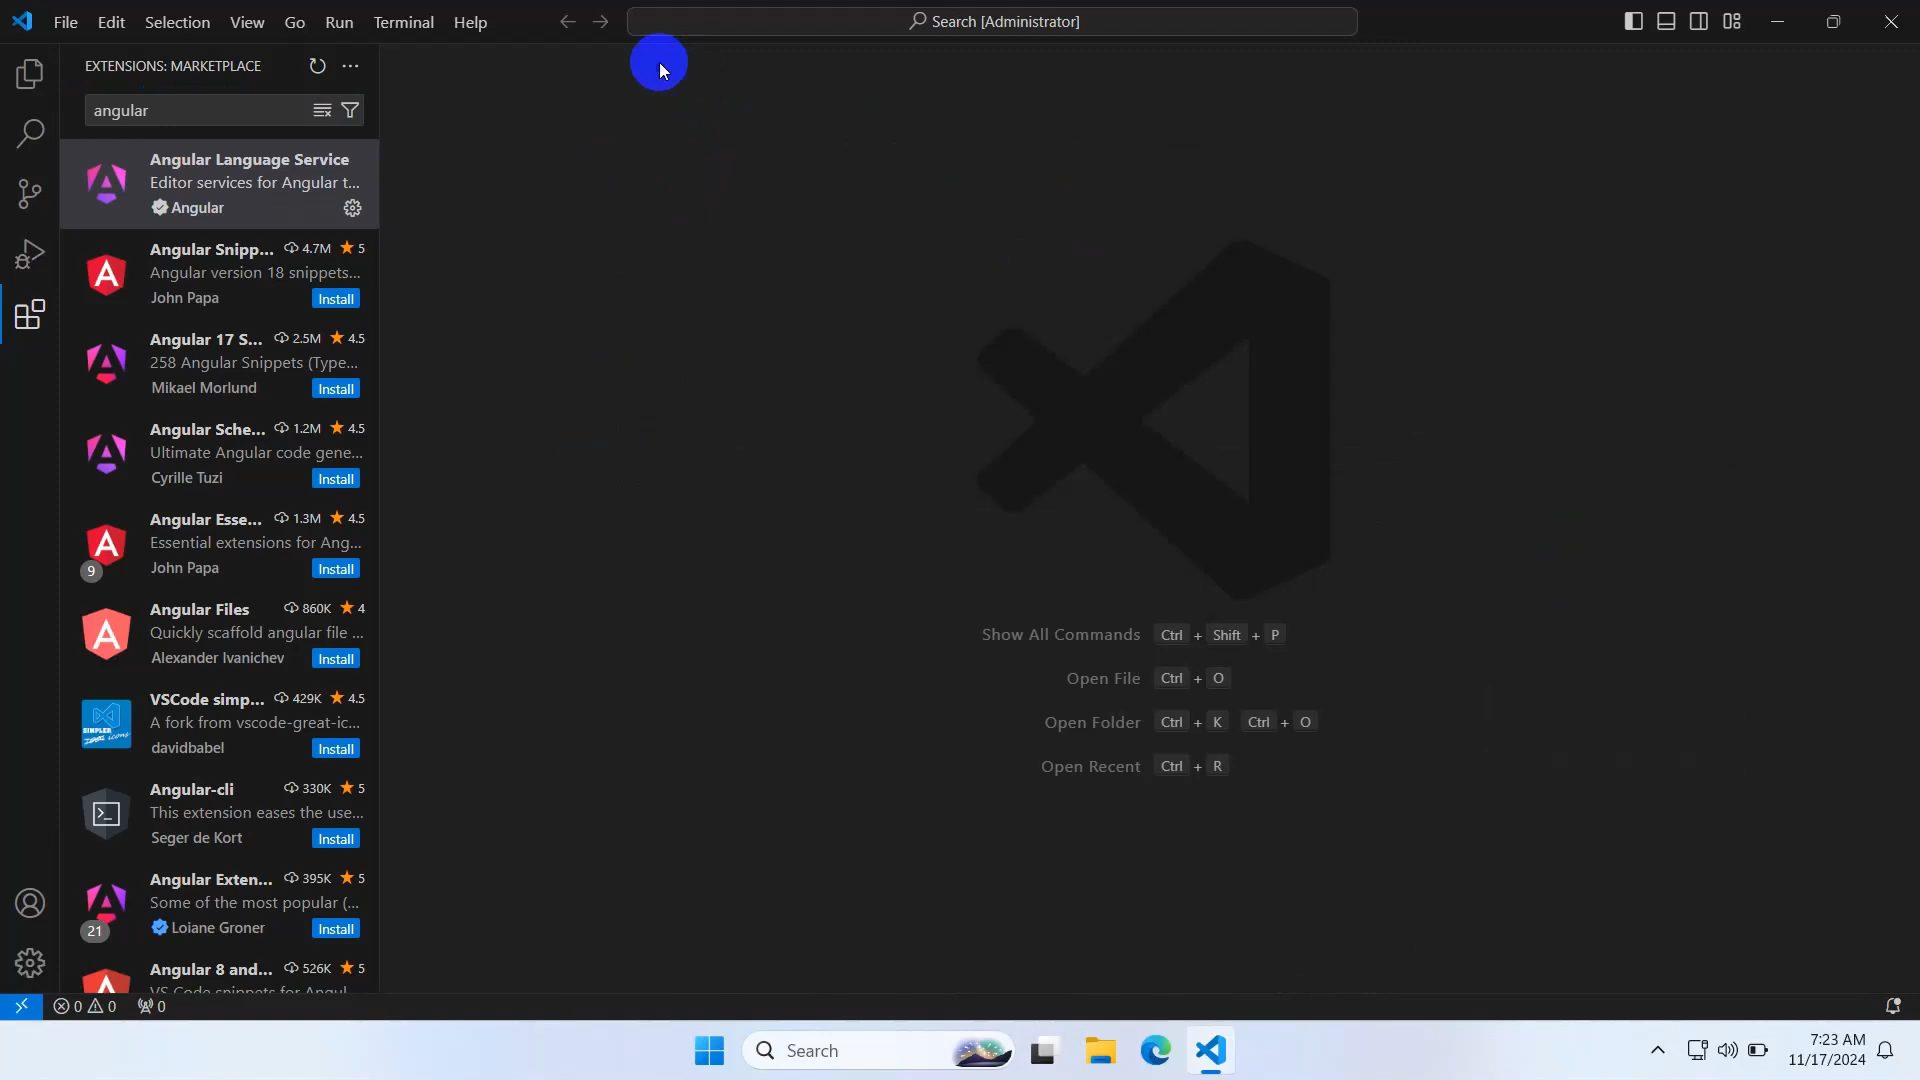 File Edit Selection View Go Run Terminal Help
Search [Administrator]
EXTENSIONS: MARKETPLACE
angular
Angular Language Service
Editor services for Angular t...
Angular
Angular Snipp... 4.7M 5
Angular version 18 snippets...
John Papa Install
Angular 17 S... 2.5M 4.5
258 Angular Snippets (Type...
Mikael Morlund Install
Angular Sche... 1.2M 4.5
Ultimate Angular code gene...
Cyrille Tuzi Install
Angular Esse... 1.3M 4.5
Essential extensions for Ang...
9 John Papa Install
Angular Files 860K 4
Quickly scaffold angular file ...
Alexander Ivanichev Install
VSCode simp... 429K 4.5
A fork from vscode-great-ic...
SIMPLER icons
davidbabel Install
Angular-cli 330K 5
This extension eases the use...
Seger de Kort Install
Angular Exten... 395K 5
Some of the most popular (...
21 Loiane Groner Install
Angular 8 and... 526K 5
VS Code snippets for Angul
Show All Commands Ctrl + Shift + P
Open File Ctrl + O
Open Folder Ctrl + K Ctrl + O
Open Recent Ctrl + R
0 0 0
Search
7:23 AM
11/17/2024